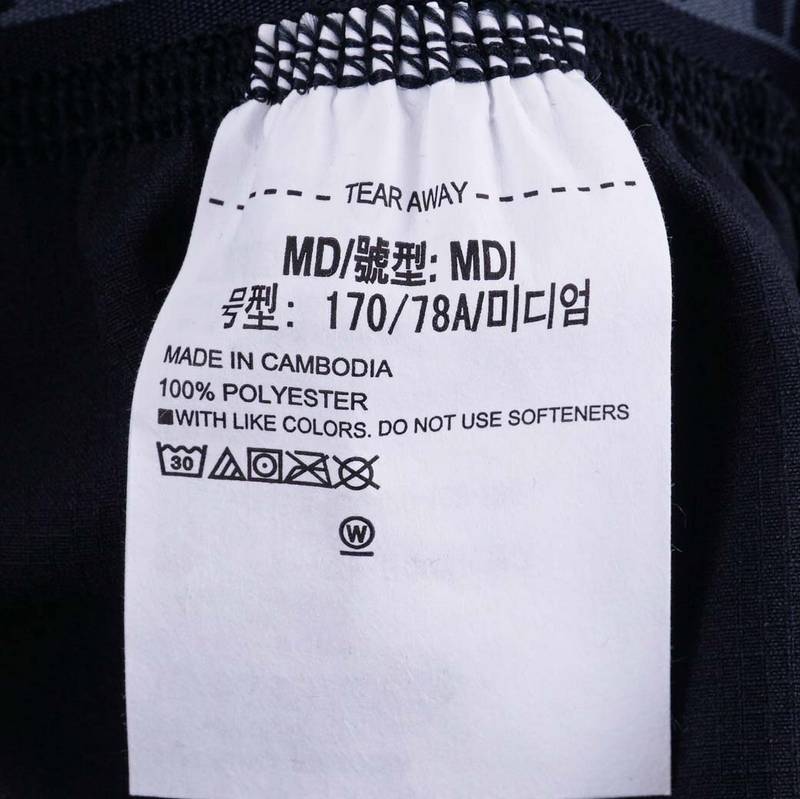 TEAR AWAY
MD/號型: MD|
号型: 170/78A/미디엄
MADE IN CAMBODIA
100% POLYESTER
■WITH LIKE COLORS. DO NOT USE SOFTENERS
30
W